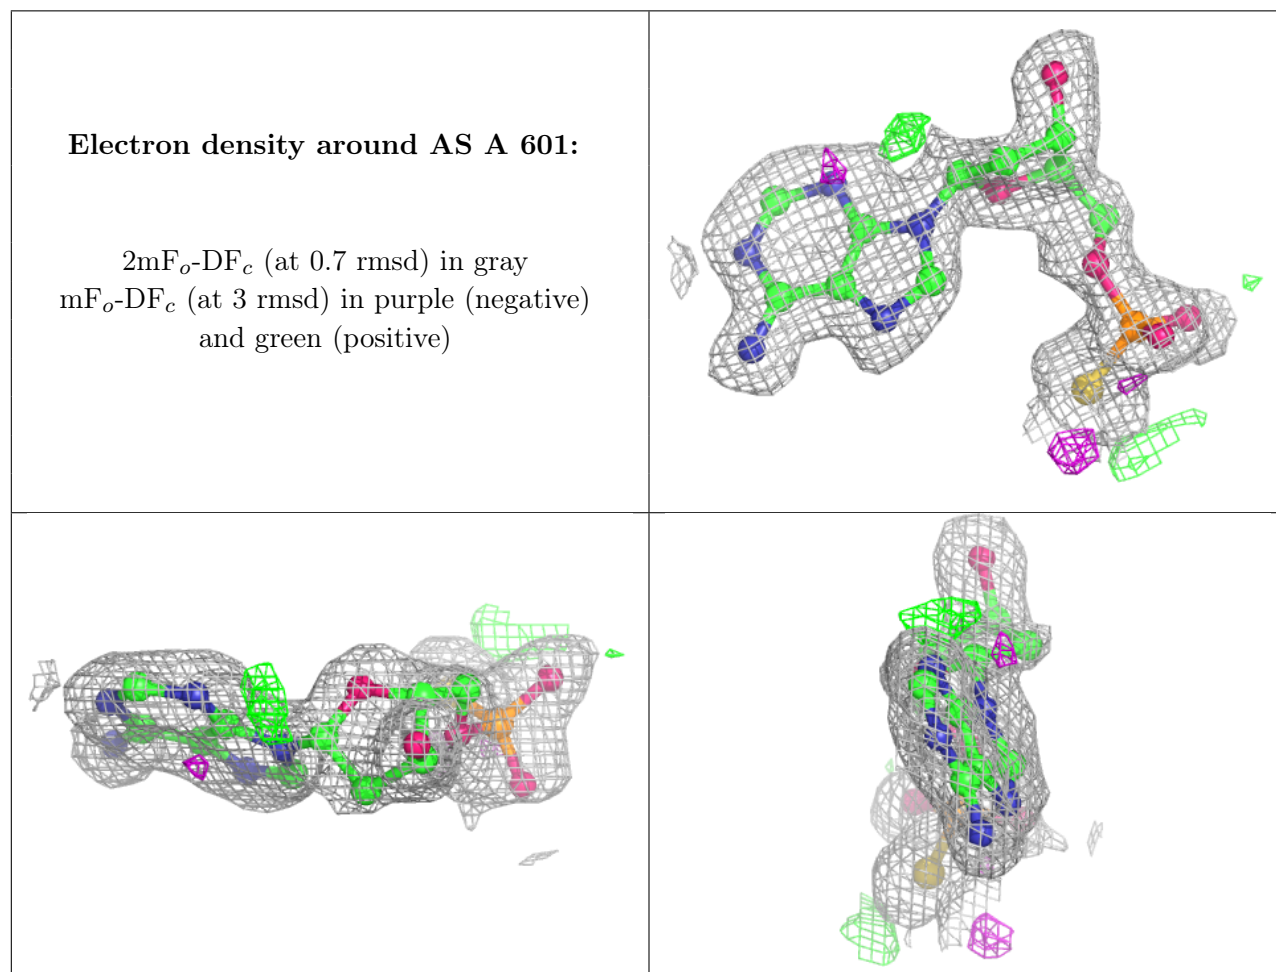 Electron density around AS A 601:
2mFₒ-DF𝒸 (at 0.7 rmsd) in gray
mFₒ-DF𝒸 (at 3 rmsd) in purple (negative)
and green (positive)